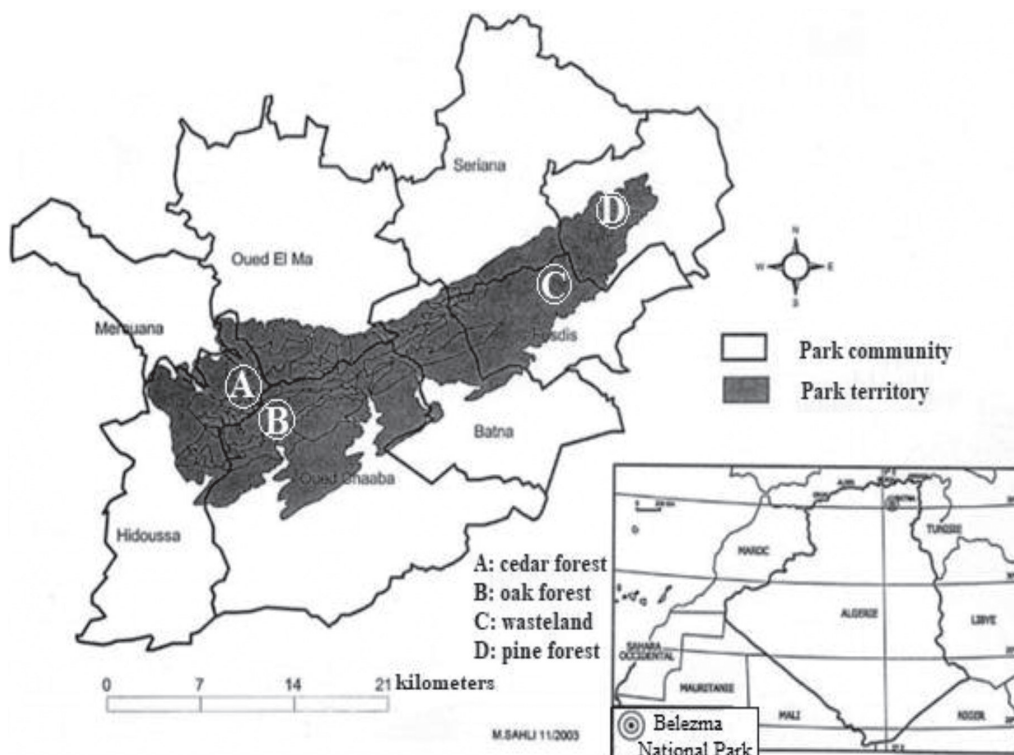 Seriana
Oued El Ma
Merouana
Batna
Oued Chaaba
Hidoussa
A
B
C
D
N
W
E
S
Park community
Park territory
A: cedar forest
B: oak forest
C: wasteland
D: pine forest
0 7 14 21 kilometers
M.SAHLI 11/2003
MAROC
TUNISIE
ALGERIE
LIBYE
SAHARA
OCCIDENTAL
MAURITANIE
MALI
NIGER
Belezma
National Park